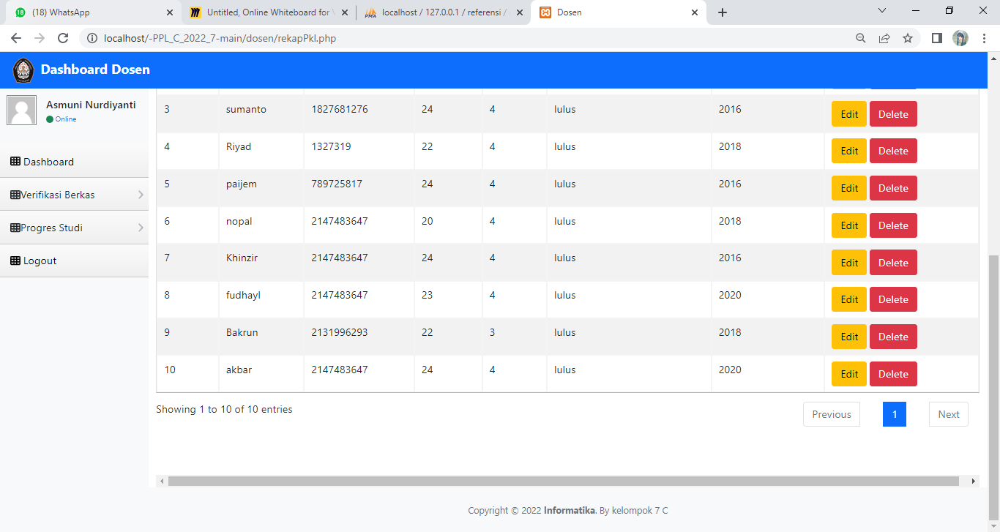 (18) WhatsApp
Untitled, Online Whiteboard for
localhost / 127.0.0.1 / referensi /
Dosen
localhost/-PPL_C_2022_7-main/dosen/rekapPkl.php
Dashboard Dosen
Asmuni Nurdiyanti
Online
Dashboard
Verifikasi Berkas
Progres Studi
Logout
3 sumanto 1827681276 24 4 lulus 2016 Edit Delete
4 Riyad 1327319 22 4 lulus 2018 Edit Delete
5 paijem 789725817 24 4 lulus 2016 Edit Delete
6 nopal 2147483647 20 4 lulus 2018 Edit Delete
7 Khinzir 2147483647 24 4 lulus 2016 Edit Delete
8 fudhayl 2147483647 23 4 lulus 2020 Edit Delete
9 Bakrun 2131996293 22 3 lulus 2018 Edit Delete
10 akbar 2147483647 24 4 lulus 2020 Edit Delete
Showing 1 to 10 of 10 entries
Previous 1 Next
Copyright © 2022 Informatika. By kelompok 7 C